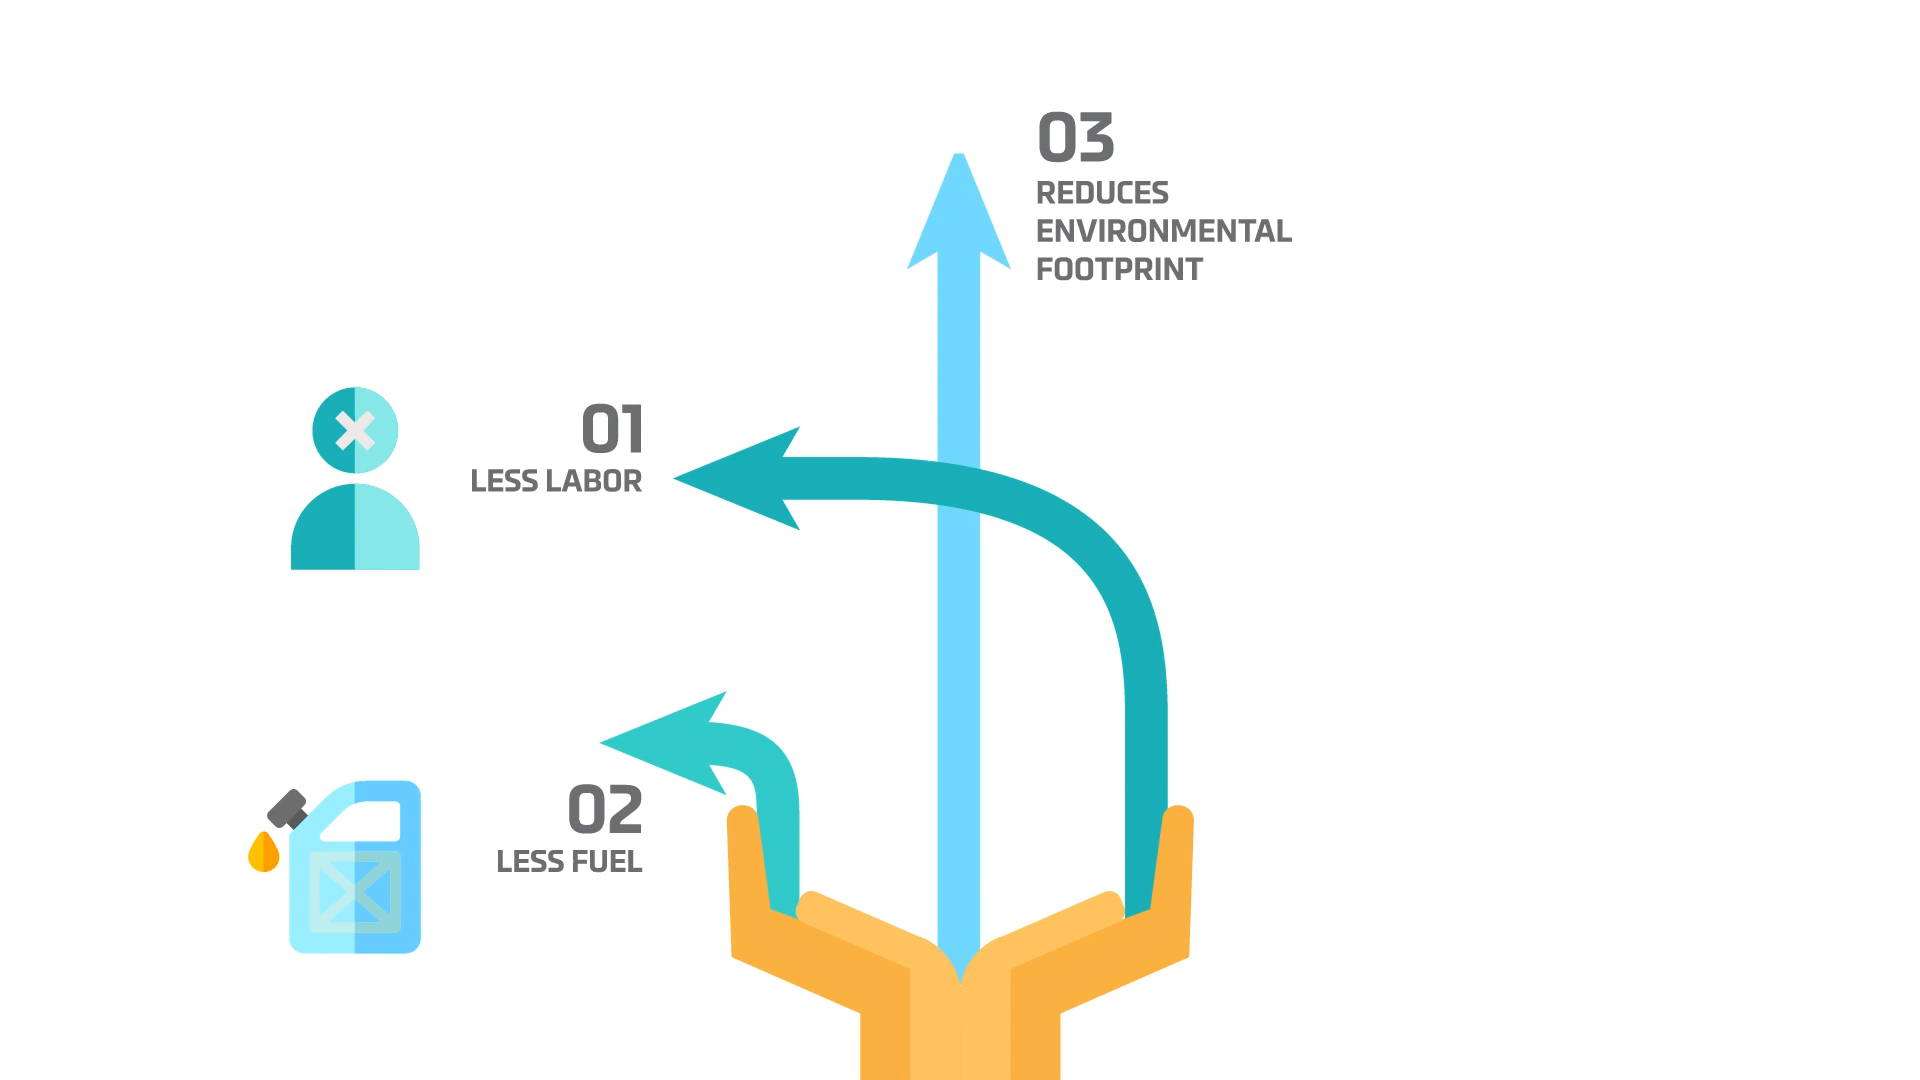 03
REDUCES
ENVIRONMENTAL
FOOTPRINT
01
LESS LABOR
02
LESS FUEL